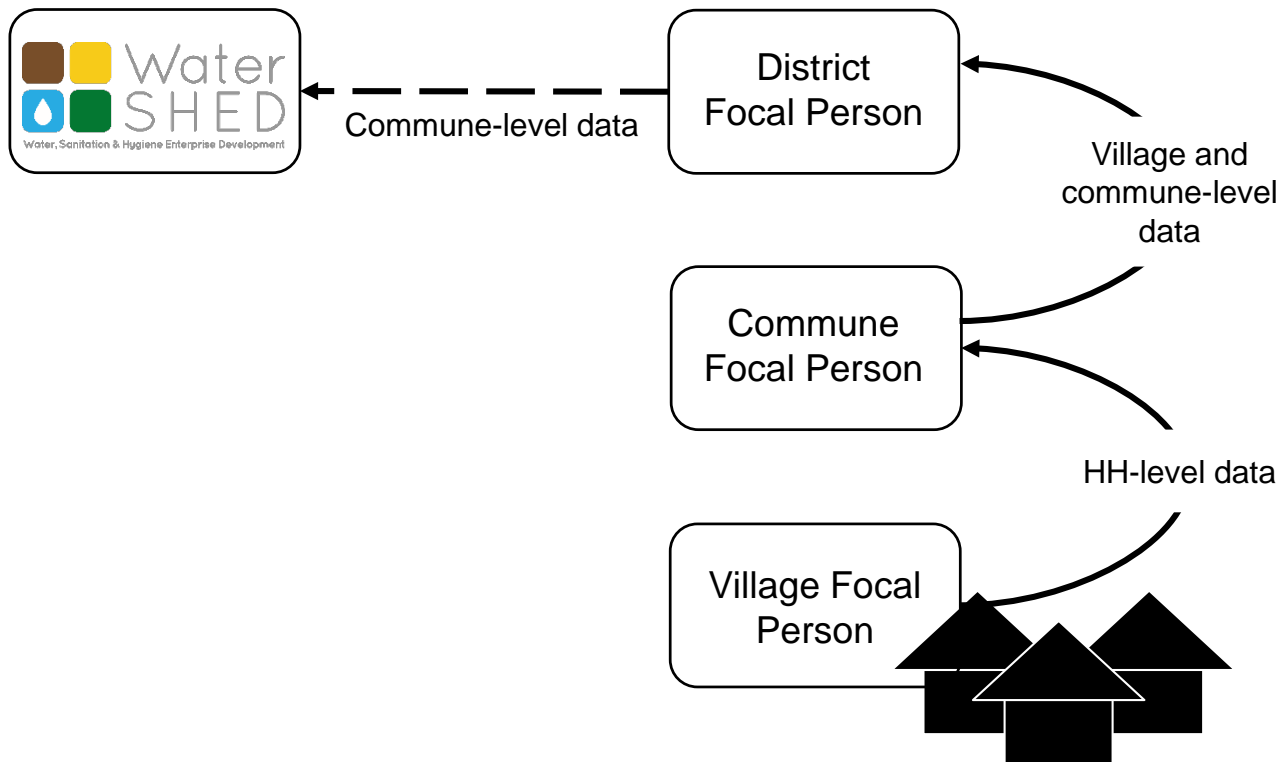 Water
SHED
Water, Sanitation & Hygiene Enterprise Development
Commune-level data
District
Focal Person
Village and
commune-level
data
Commune
Focal Person
HH-level data
Village Focal
Person